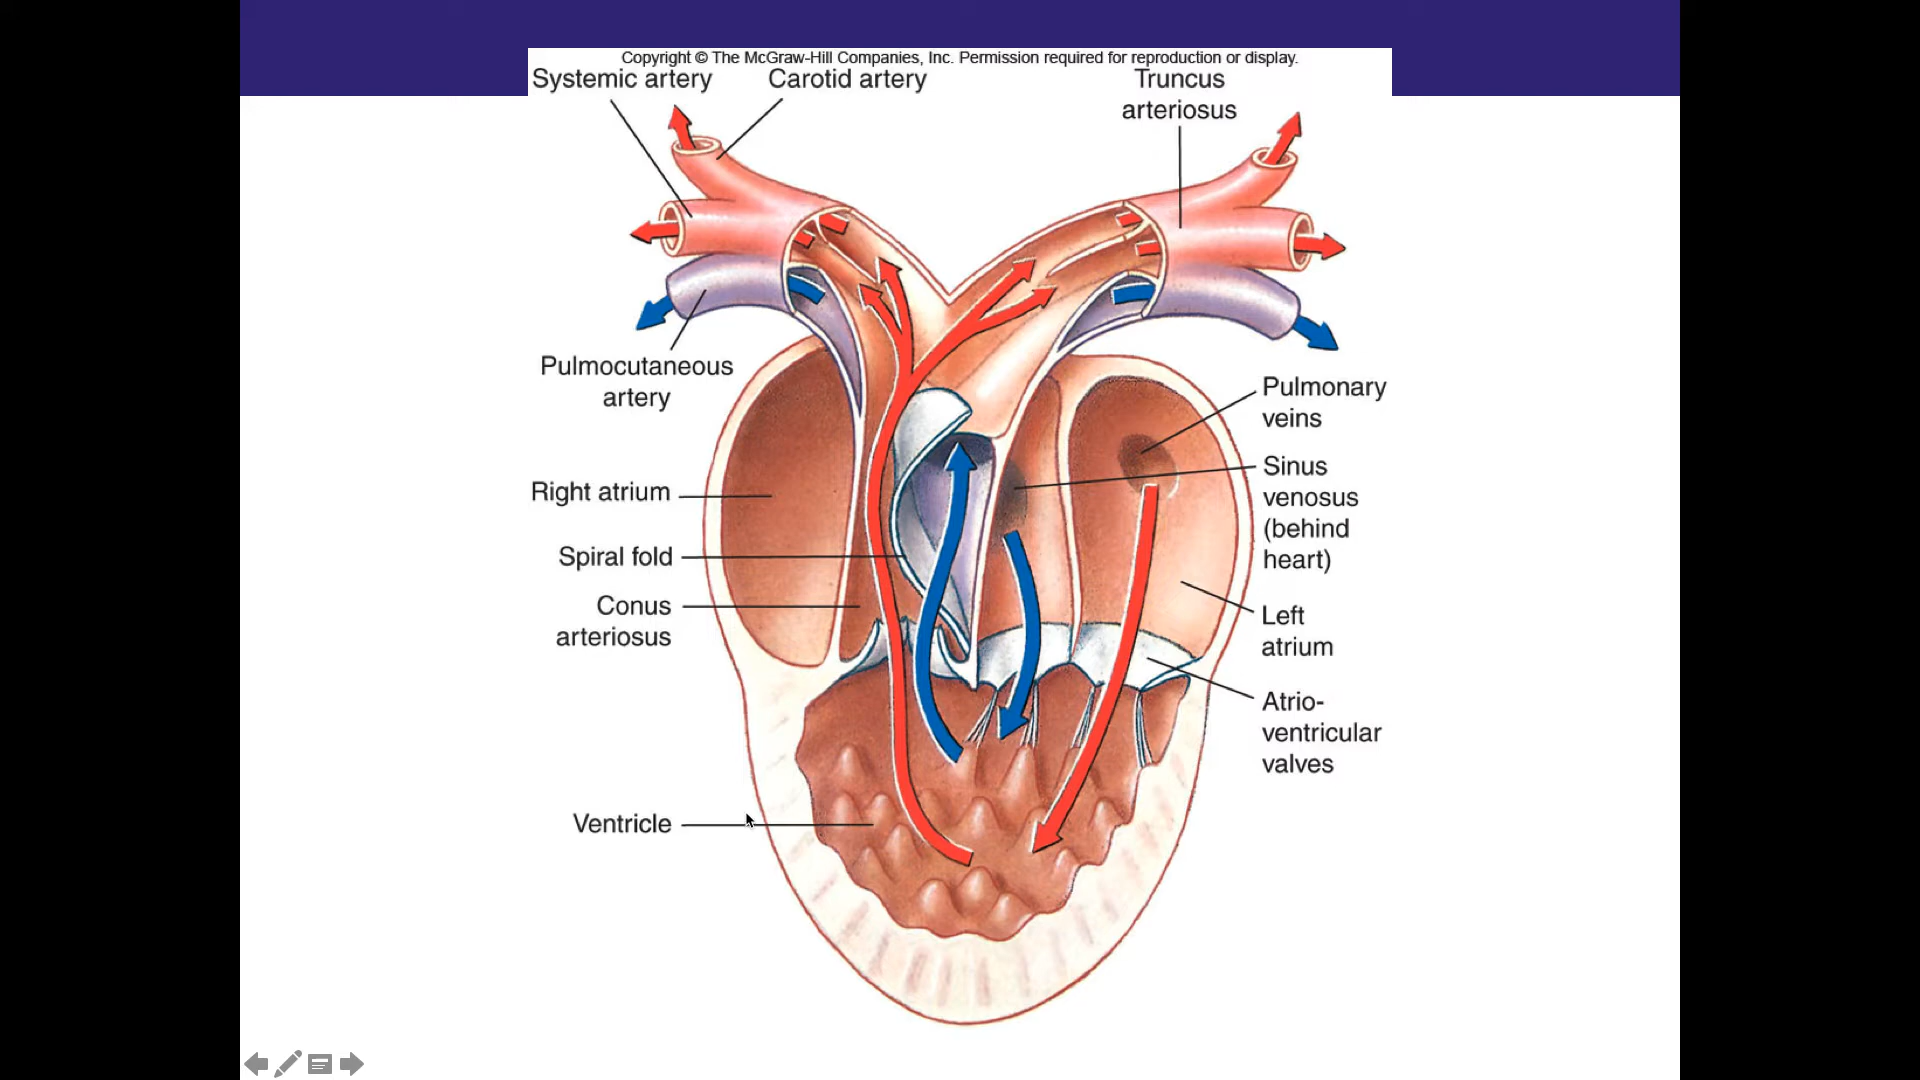 Copyright © The McGraw-Hill Companies, Inc. Permission required for reproduction or display.
Systemic artery
Carotid artery
Truncus
arteriosus
Pulmocutaneous
artery
Pulmonary
veins
Right atrium
Sinus
venosus
(behind
heart)
Spiral fold
Conus
arteriosus
Left
atrium
Atrio-
ventricular
valves
Ventricle